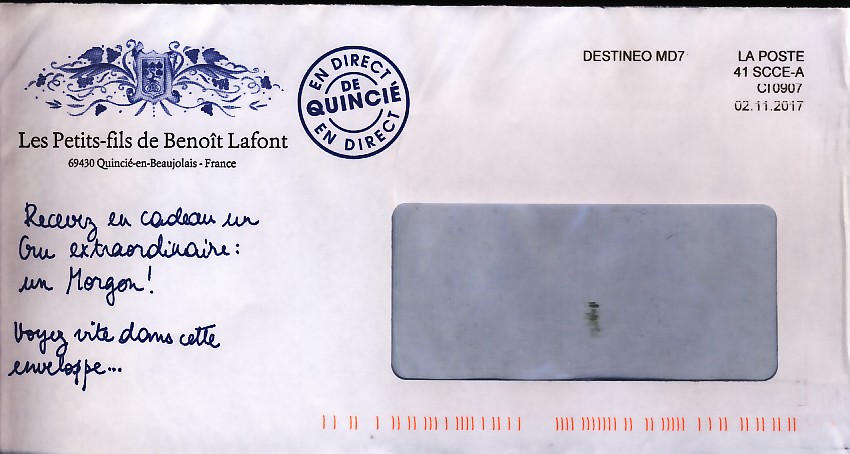 EN DIRECT
DE
QUINCIÉ
EN DIRECT
Les Petits-fils de Benoît Lafont
69430 Quincié-en-Beaujolais - France
DESTINEO MD7
LA POSTE
41 SCCE-A
CI0907
02.11.2017
Recevez en cadeau un
Cru extraordinaire:
un Morgon!
Voyez vite dans cette
enveloppe...